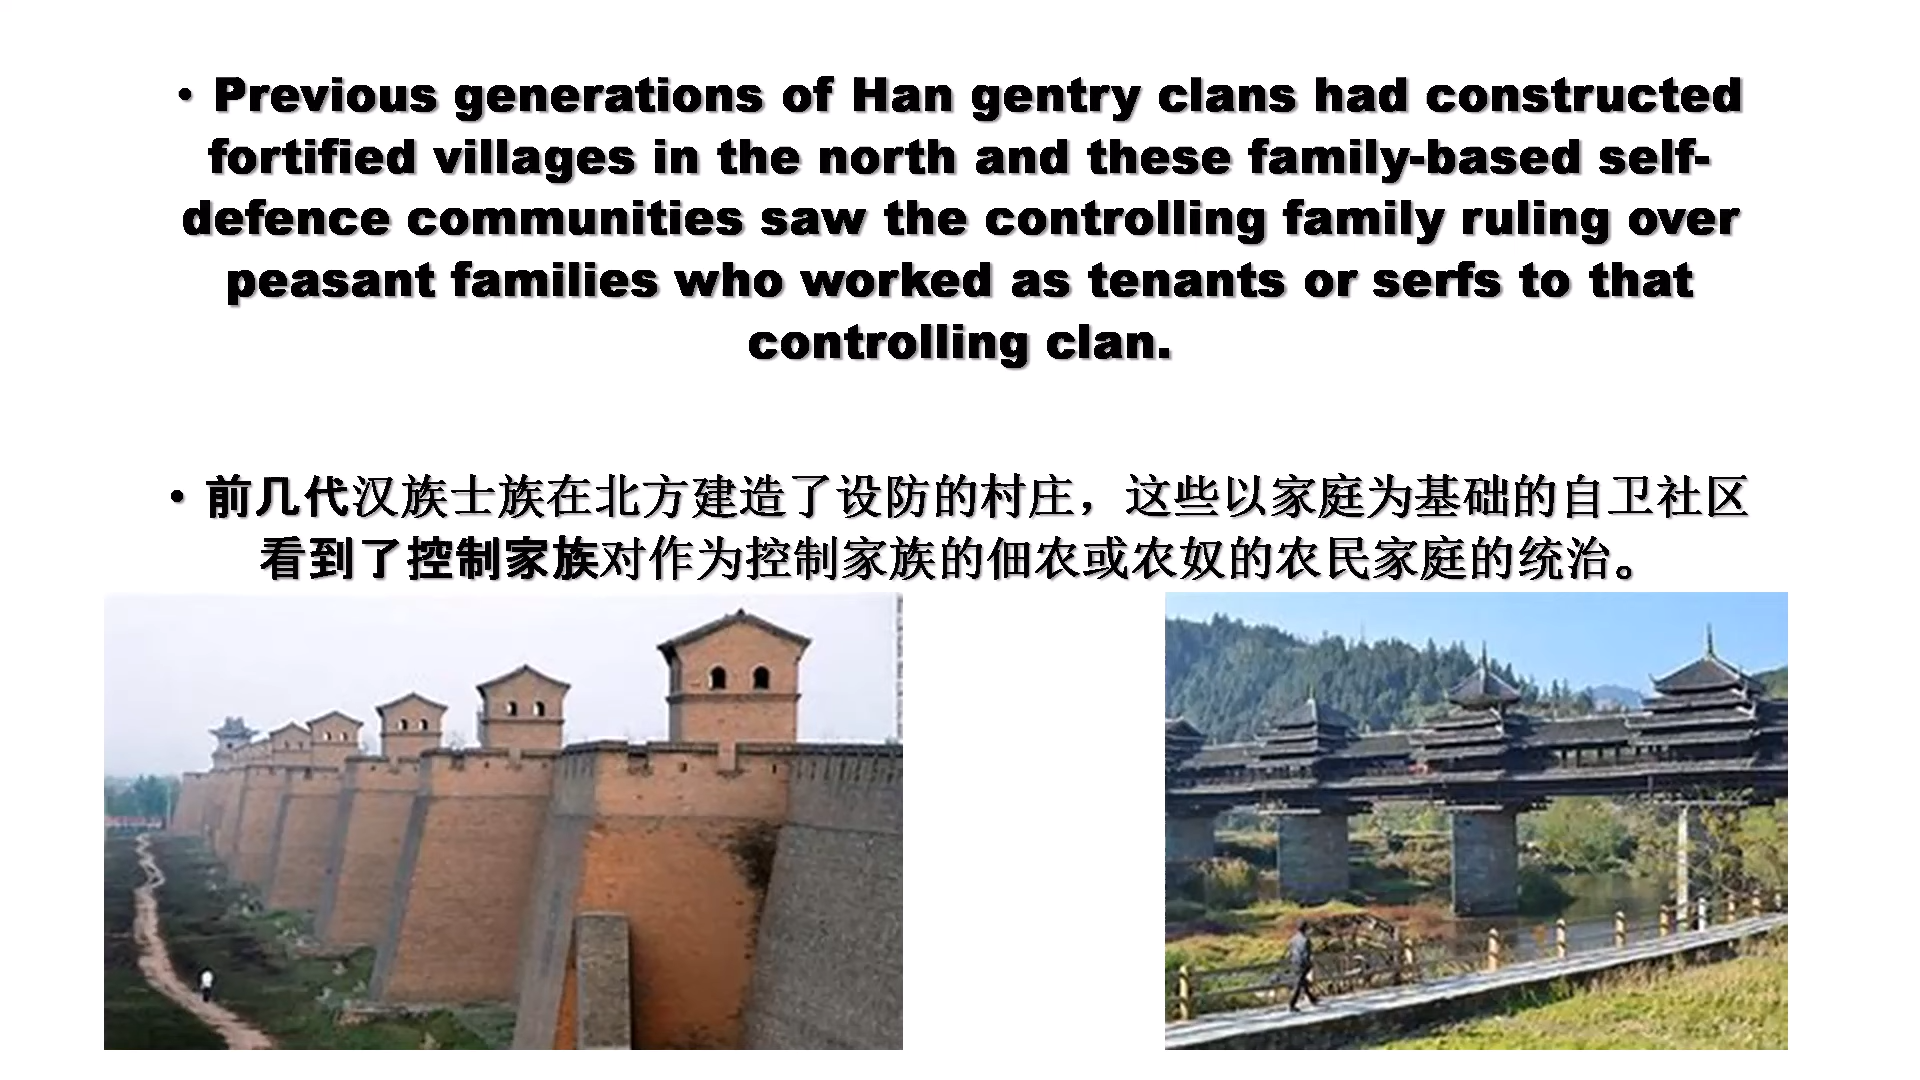 • Previous generations of Han gentry clans had constructed
fortified villages in the north and these family-based self-
defence communities saw the controlling family ruling over
peasant families who worked as tenants or serfs to that
controlling clan.
• 前几代汉族士族在北方建造了设防的村庄，这些以家庭为基础的自卫社区
看到了控制家族对作为控制家族的佃农或农奴的农民家庭的统治。